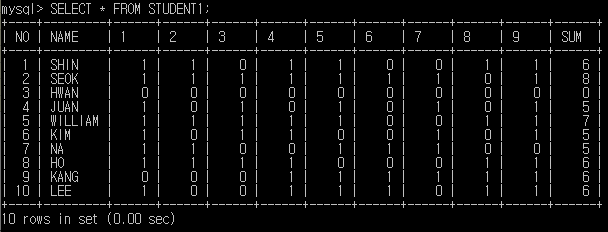 mysql> SELECT * FROM STUDENT1;
| NO | NAME | 1 | 2 | 3 | 4 | 5 | 6 | 7 | 8 | 9 | SUM |
| 1 | SHIN | 1 | 1 | 0 | 1 | 1 | 0 | 0 | 1 | 1 | 6 |
| 2 | SEOK | 1 | 1 | 1 | 1 | 1 | 1 | 1 | 0 | 1 | 8 |
| 3 | HWAN | 0 | 0 | 0 | 0 | 0 | 0 | 0 | 0 | 0 | 0 |
| 4 | JUAN | 1 | 1 | 0 | 1 | 0 | 0 | 1 | 1 | 0 | 5 |
| 5 | WILLIAM | 1 | 1 | 1 | 1 | 1 | 0 | 1 | 0 | 1 | 7 |
| 6 | KIM | 1 | 0 | 1 | 1 | 0 | 1 | 0 | 0 | 1 | 5 |
| 7 | NA | 1 | 1 | 0 | 1 | 1 | 0 | 1 | 0 | 0 | 5 |
| 8 | HO | 1 | 1 | 1 | 1 | 0 | 0 | 0 | 1 | 1 | 6 |
| 9 | KANG | 0 | 0 | 1 | 1 | 1 | 1 | 0 | 1 | 1 | 6 |
| 10 | LEE | 1 | 0 | 0 | 1 | 1 | 1 | 0 | 1 | 1 | 6 |
10 rows in set (0.00 sec)